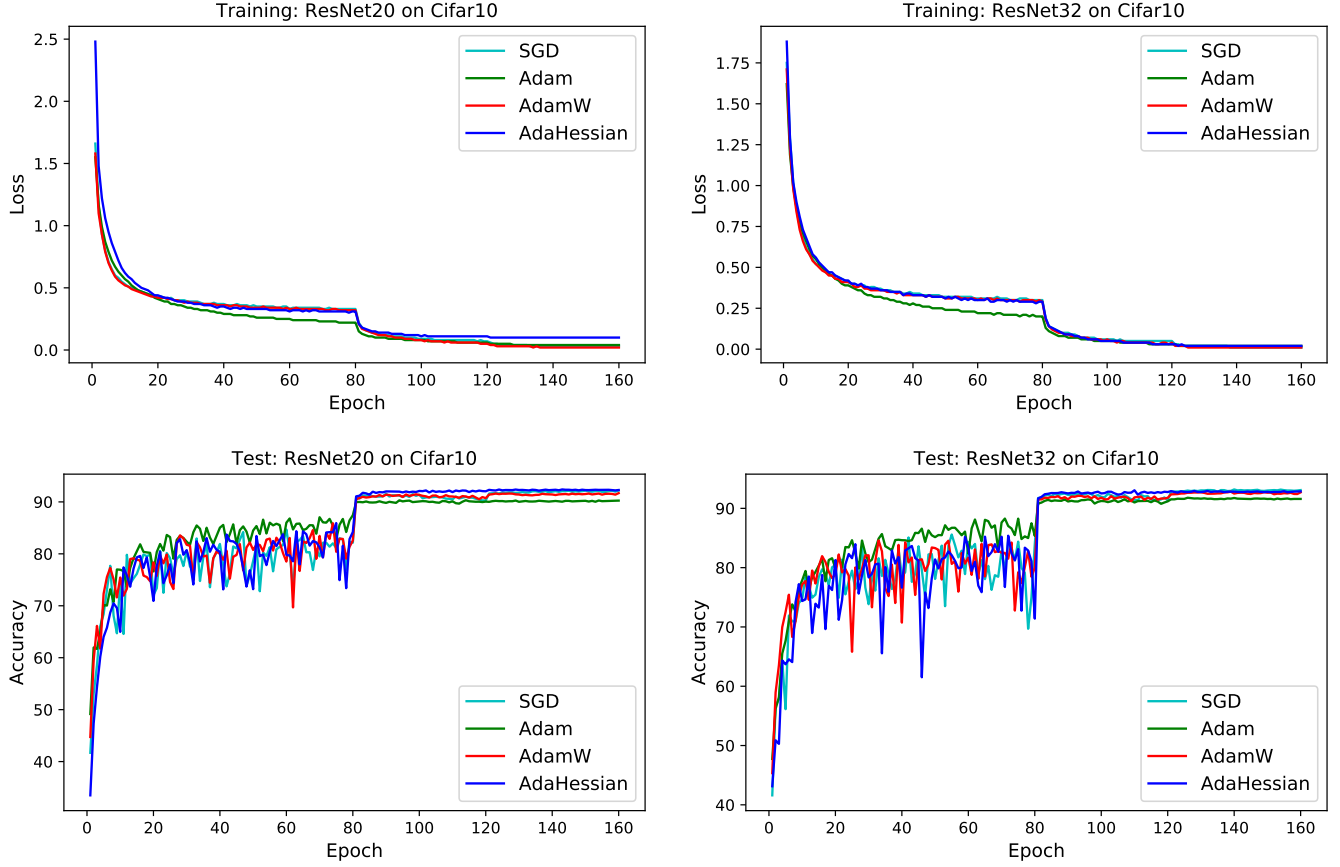 Training: ResNet20 on Cifar10
2.5
2.0
1.5
1.0
0.5
0.0
Loss
SGD
Adam
AdamW
AdaHessian
0 20 40 60 80 100 120 140 160
Epoch
Training: ResNet32 on Cifar10
1.75
1.50
1.25
1.00
0.75
0.50
0.25
0.00
Loss
SGD
Adam
AdamW
AdaHessian
0 20 40 60 80 100 120 140 160
Epoch
Test: ResNet20 on Cifar10
90
80
70
60
50
40
Accuracy
SGD
Adam
AdamW
AdaHessian
0 20 40 60 80 100 120 140 160
Epoch
Test: ResNet32 on Cifar10
90
80
70
60
50
40
Accuracy
SGD
Adam
AdamW
AdaHessian
0 20 40 60 80 100 120 140 160
Epoch